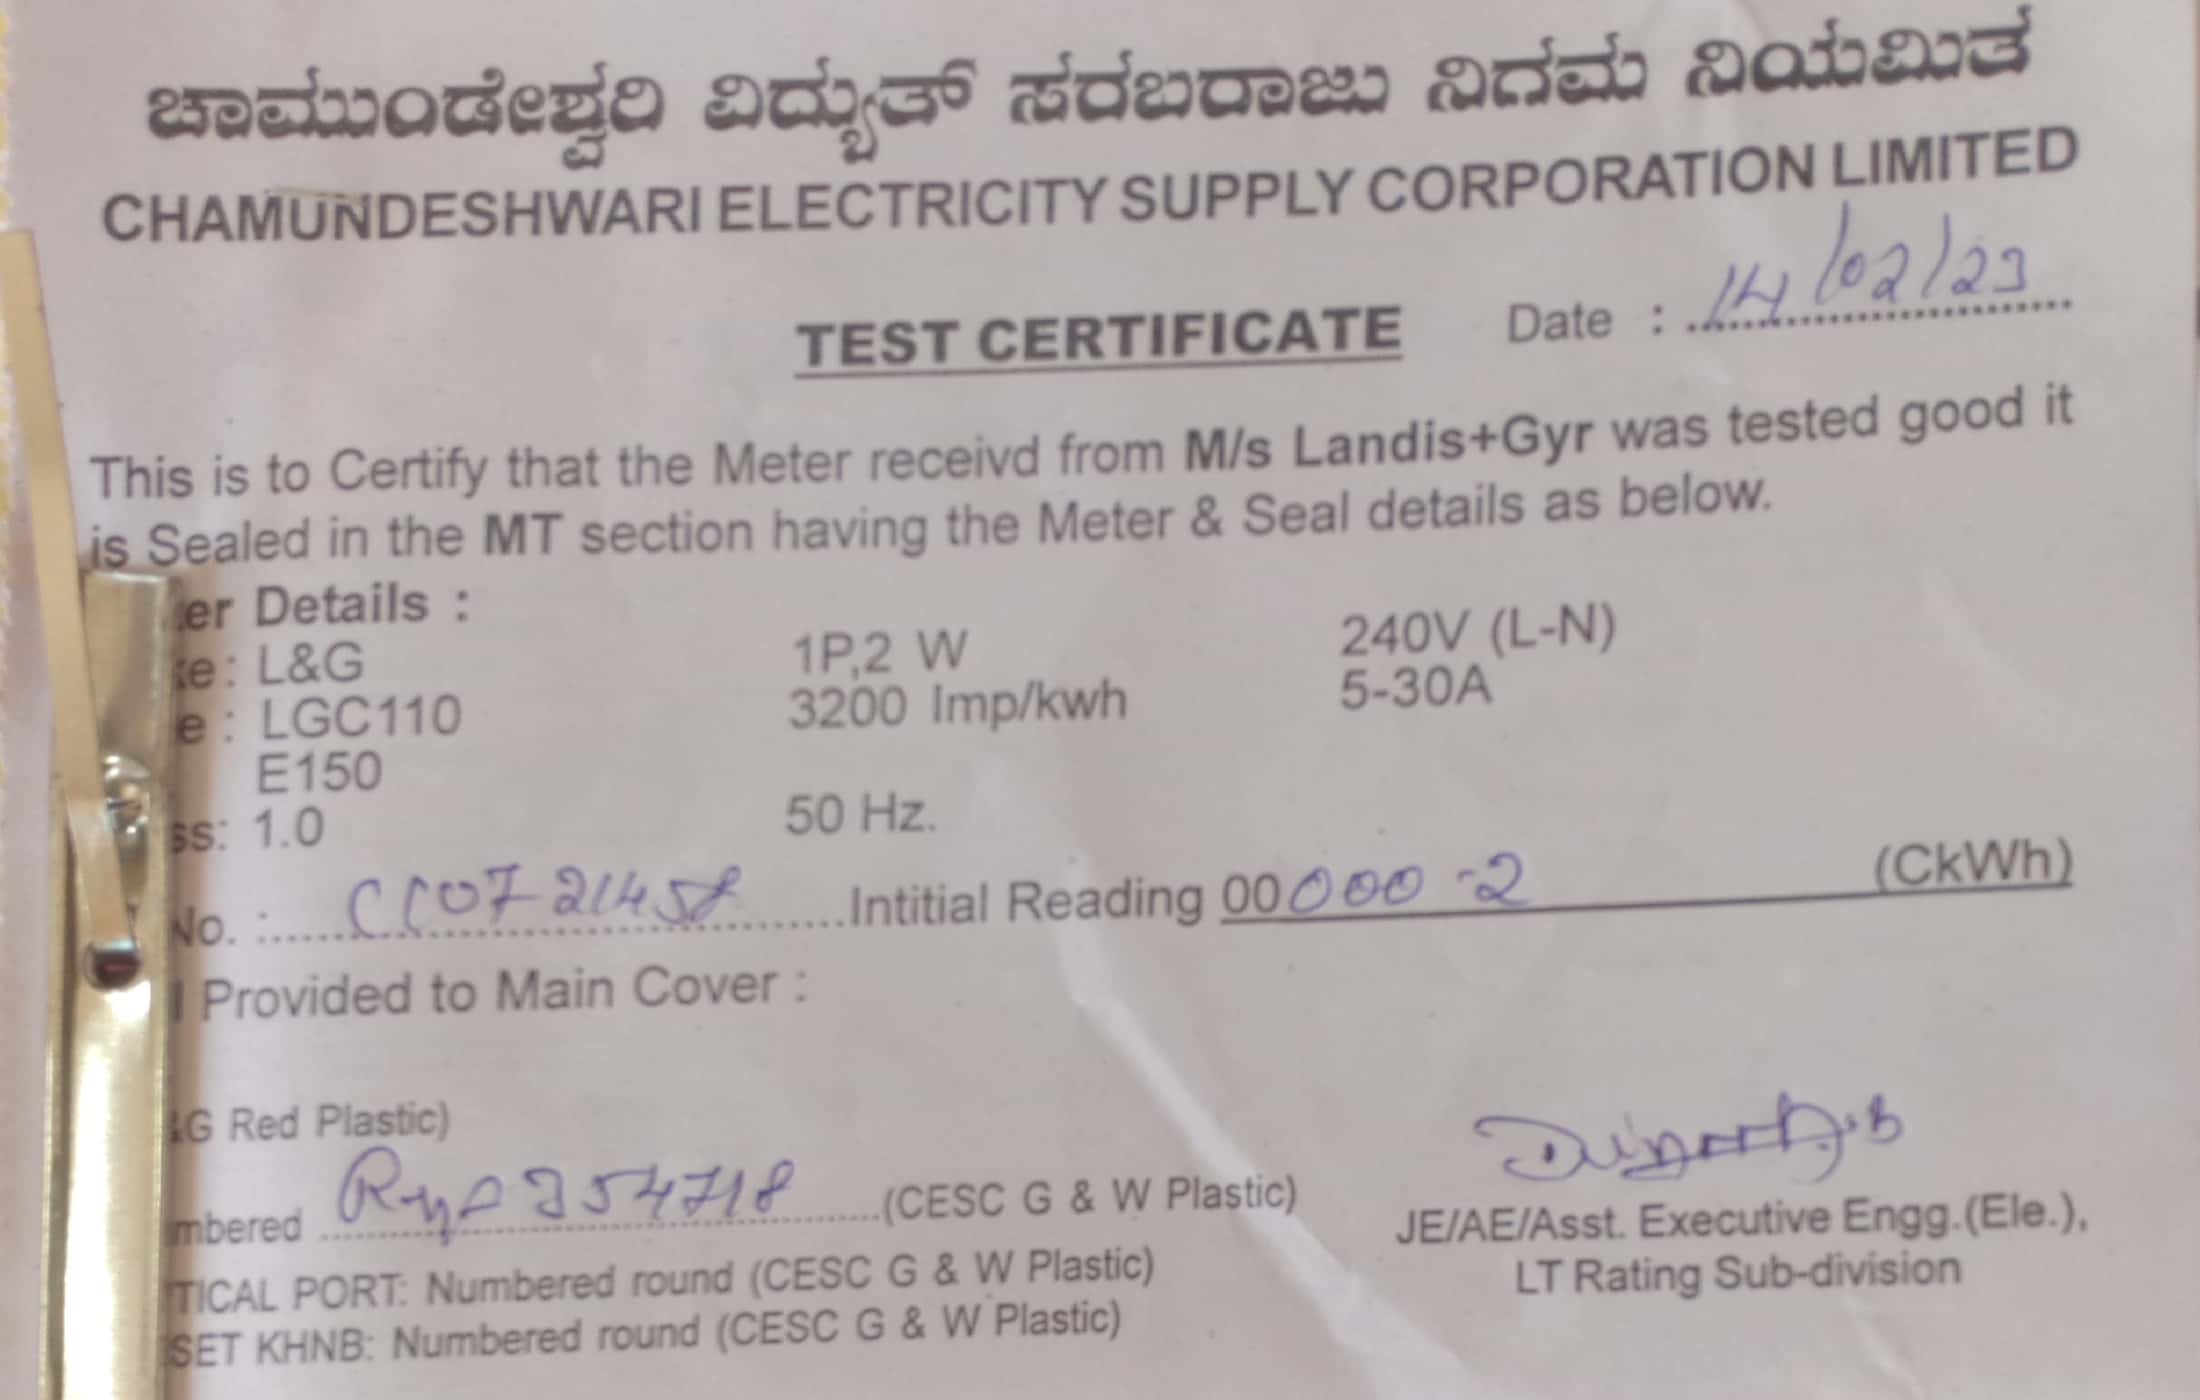 ಚಾಮುಂಡೇಶ್ವರಿ ವಿದ್ಯುತ್ ಸರಬರಾಜು ನಿಗಮ ನಿಯಮಿತ
CHAMUNDESHWARI ELECTRICITY SUPPLY CORPORATION LIMITED
TEST CERTIFICATE Date : 14/02/23
This is to Certify that the Meter receivd from M/s Landis+Gyr was tested good it
is Sealed in the MT section having the Meter & Seal details as below.
er Details :
ke : L&G 1P,2 W 240V (L-N)
e : LGC110 3200 Imp/kwh 5-30A
E150
ss: 1.0 50 Hz.
No. : CC0721458 Intitial Reading 00000-2 (CkWh)
l Provided to Main Cover :
&G Red Plastic)
mbered 354718 (CESC G & W Plastic)
JE/AE/Asst. Executive Engg.(Ele.),
TICAL PORT: Numbered round (CESC G & W Plastic)
LT Rating Sub-division
SET KHNB: Numbered round (CESC G & W Plastic)